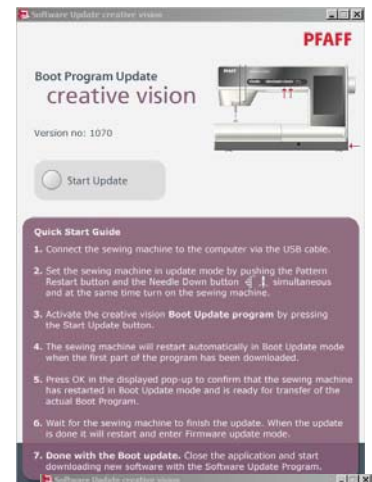 Software Update creative vision
PFAFF
Boot Program Update
creative vision
Version no: 1070
Start Update
Quick Start Guide
1. Connect the sewing machine to the computer via the USB cable.
2. Set the sewing machine in update mode by pushing the Pattern
Restart button and the Needle Down button simultaneous
and at the same time turn on the sewing machine.
3. Activate the creative vision Boot Update program by pressing
the Start Update button.
4. The sewing machine will restart automatically in Boot Update mode
when the first part of the program has been downloaded.
5. Press OK in the displayed pop-up to confirm that the sewing machine
has restarted in Boot Update mode and is ready for transfer of the
actual Boot Program.
6. Wait for the sewing machine to finish the update. When the update
is done it will restart and enter Firmware update mode.
7. Done with the Boot update. Close the application and start
downloading new software with the Software Update Program.
Software Update creative vision